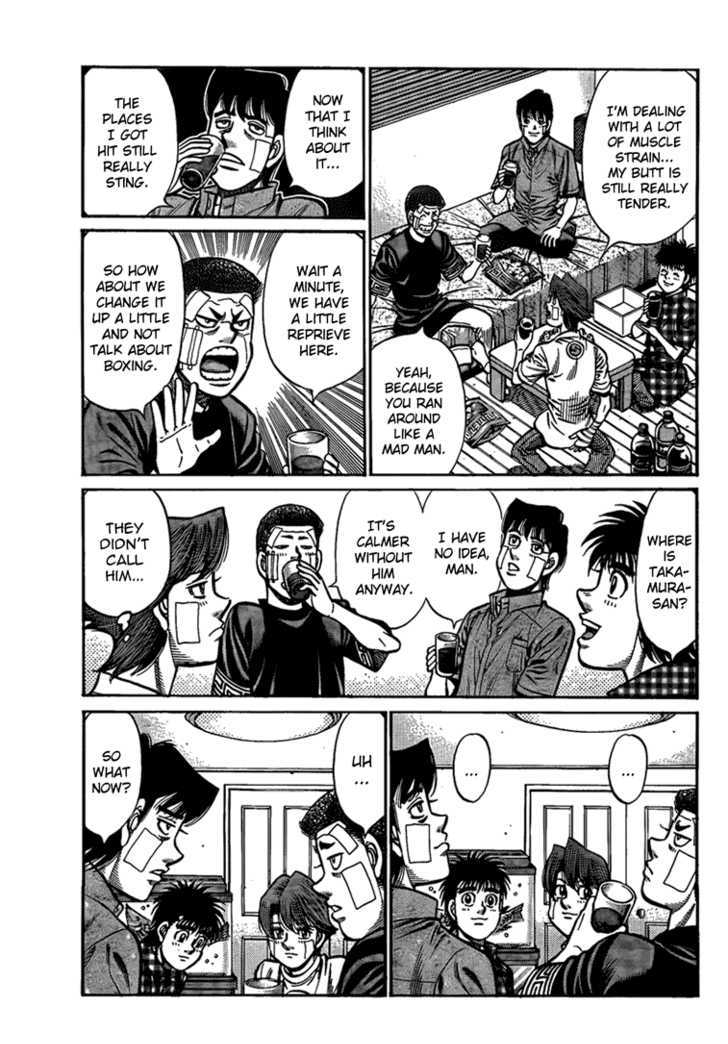 I'M DEALING
WITH A LOT
OF MUSCLE
STRAIN...
MY BUTT IS
STILL REALLY
TENDER.
YEAH,
BECAUSE
YOU RAN
AROUND
LIKE A
MAD MAN.
NOW
THAT I
THINK
ABOUT
IT...
THE
PLACES
I GOT
HIT STILL
REALLY
STING.
WAIT A
MINUTE,
WE HAVE
A LITTLE
REPRIEVE
HERE.
SO HOW
ABOUT WE
CHANGE IT
UP A LITTLE
AND NOT
TALK ABOUT
BOXING.
WHERE
IS
TAKA-
MURA-
SAN?
I HAVE
NO IDEA,
MAN.
IT'S
CALMER
WITHOUT
HIM
ANYWAY.
THEY
DIDN'T
CALL
HIM...
...
...
UH
...
SO
WHAT
NOW?